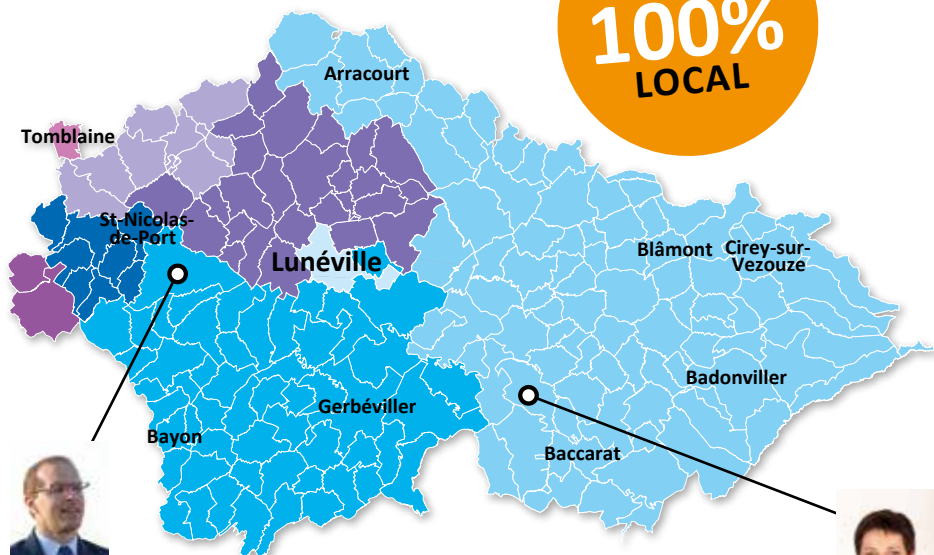 100%
LOCAL
Arracourt
Tomblaine
St-Nicolas-
de-Port
Lunéville
Blâmont
Cirey-sur-
Vezouze
Badonviller
Gerbéviller
Bayon
Baccarat